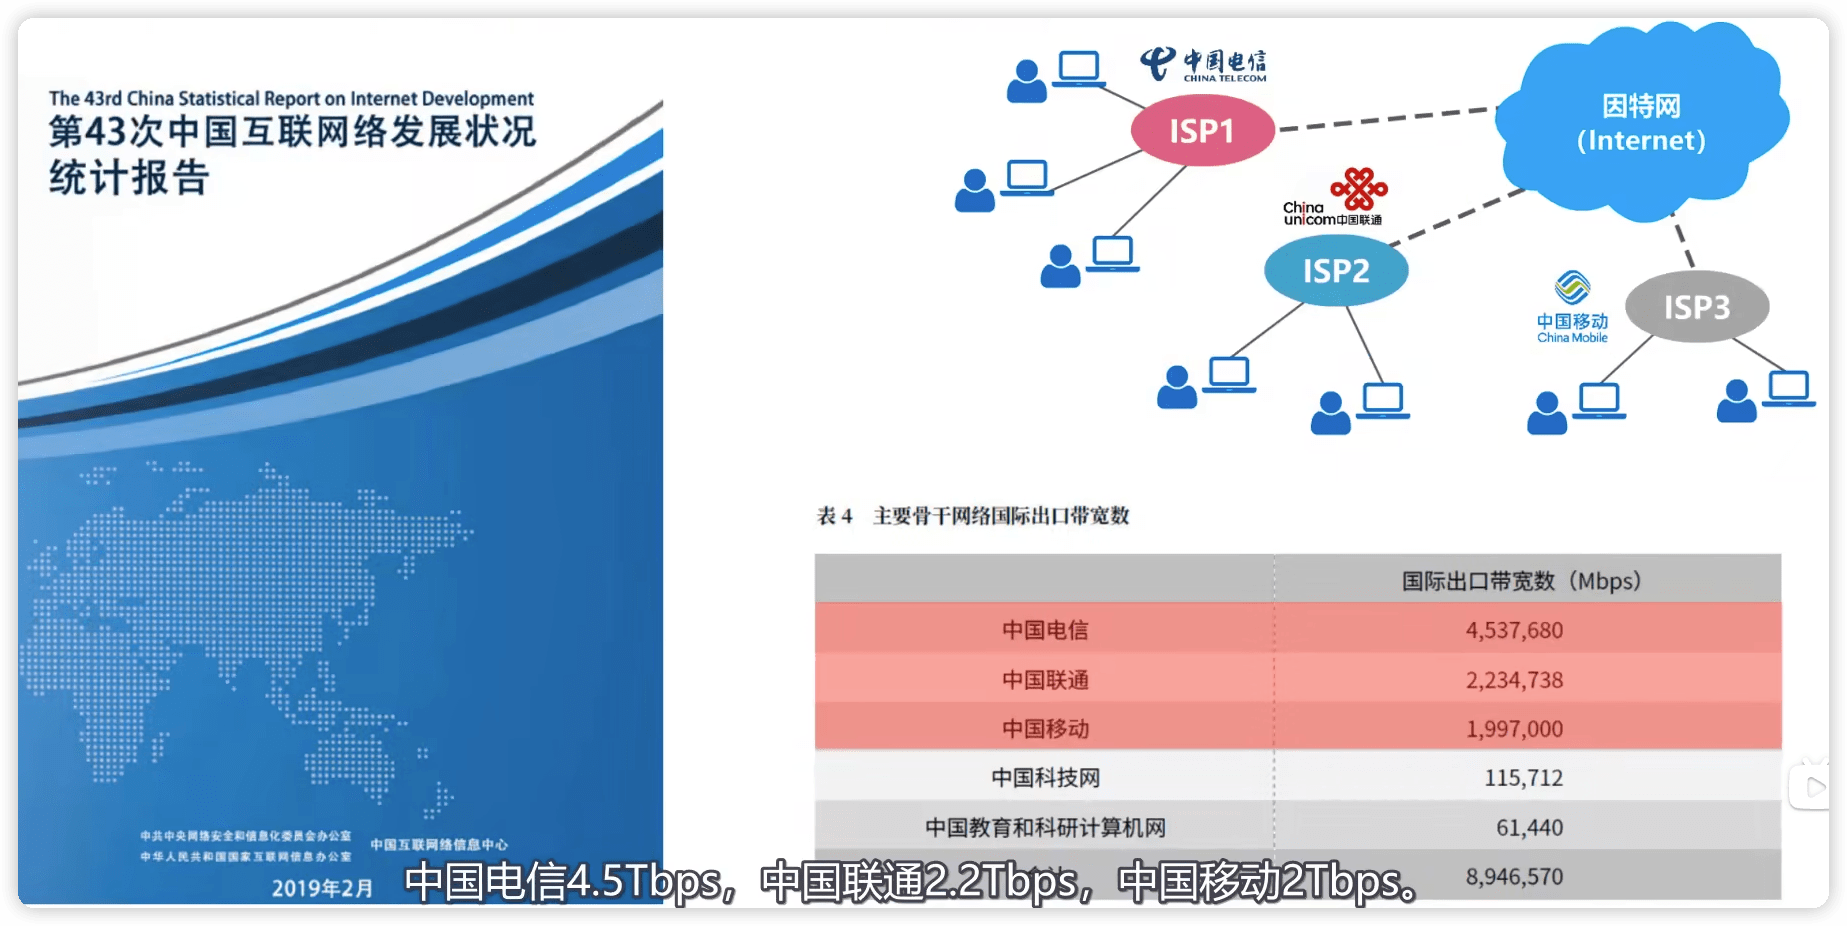 The 43rd China Statistical Report on Internet Development
第43次中国互联网络发展状况
统计报告
中共中央网络安全和信息化委员会办公室
中华人民共和国国家互联网信息办公室
中国互联网络信息中心
2019年2月
中国电信
CHINA TELECOM
ISP1
因特网
(Internet)
China
unicom中国联通
ISP2
中国移动
China Mobile
ISP3
表 4 主要骨干网络国际出口带宽数
国际出口带宽数（Mbps）
中国电信 4,537,680
中国联通 2,234,738
中国移动 1,997,000
中国科技网 115,712
中国教育和科研计算机网 61,440
8,946,570
中国电信4.5Tbps，中国联通2.2Tbps，中国移动2Tbps。